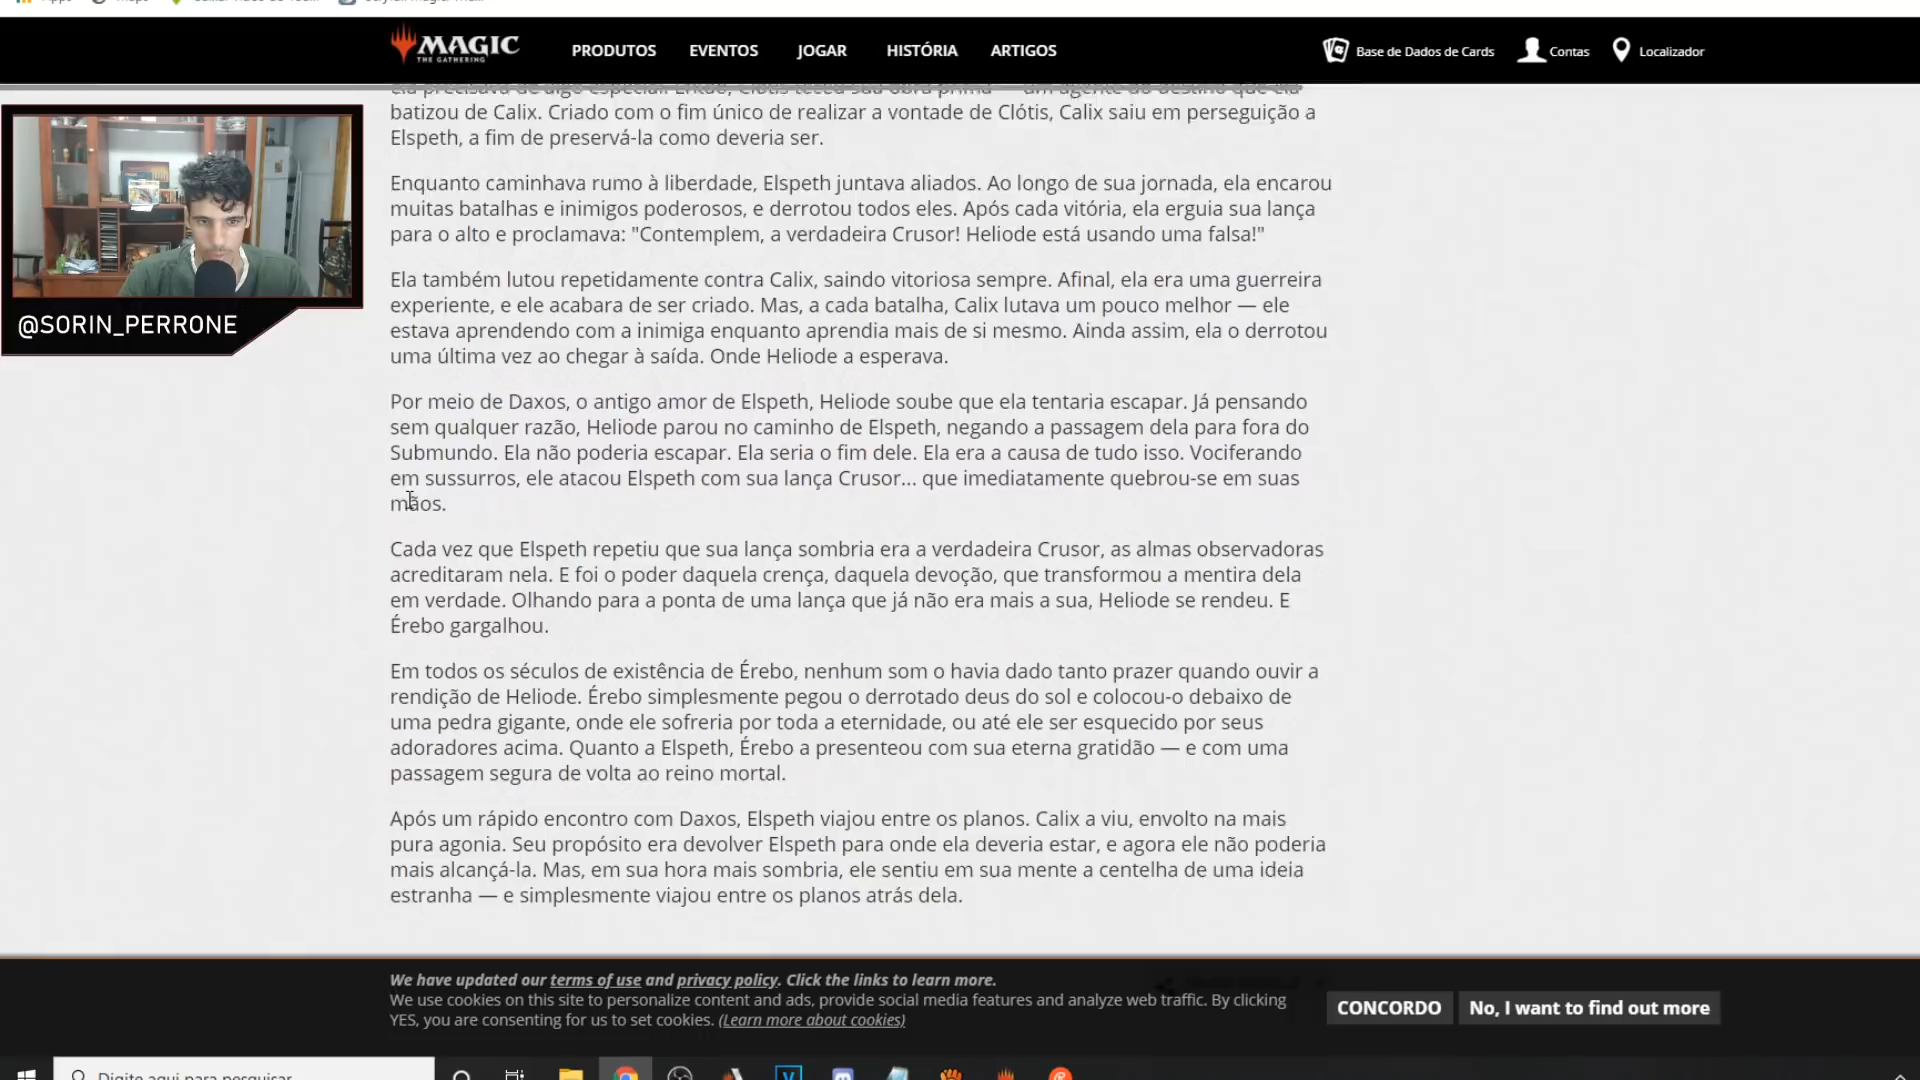 MAGIC
THE GATHERING
PRODUTOS
EVENTOS
JOGAR
HISTÓRIA
ARTIGOS
Base de Dados de Cards
Contas
Localizador
batizou de Calix. Criado com o fim único de realizar a vontade de Clótis, Calix saiu em perseguição a
Elspeth, a fim de preservá-la como deveria ser.
Enquanto caminhava rumo à liberdade, Elspeth juntava aliados. Ao longo de sua jornada, ela encarou
muitas batalhas e inimigos poderosos, e derrotou todos eles. Após cada vitória, ela erguia sua lança
para o alto e proclamava: "Contemplem, a verdadeira Crusor! Heliode está usando uma falsa!"
Ela também lutou repetidamente contra Calix, saindo vitoriosa sempre. Afinal, ela era uma guerreira
experiente, e ele acabara de ser criado. Mas, a cada batalha, Calix lutava um pouco melhor — ele
estava aprendendo com a inimiga enquanto aprendia mais de si mesmo. Ainda assim, ela o derrotou
uma última vez ao chegar à saída. Onde Heliode a esperava.
Por meio de Daxos, o antigo amor de Elspeth, Heliode soube que ela tentaria escapar. Já pensando
sem qualquer razão, Heliode parou no caminho de Elspeth, negando a passagem dela para fora do
Submundo. Ela não poderia escapar. Ela seria o fim dele. Ela era a causa de tudo isso. Vociferando
em sussurros, ele atacou Elspeth com sua lança Crusor... que imediatamente quebrou-se em suas
mãos.
Cada vez que Elspeth repetiu que sua lança sombria era a verdadeira Crusor, as almas observadoras
acreditaram nela. E foi o poder daquela crença, daquela devoção, que transformou a mentira dela
em verdade. Olhando para a ponta de uma lança que já não era mais a sua, Heliode se rendeu. E
Érebo gargalhou.
Em todos os séculos de existência de Érebo, nenhum som o havia dado tanto prazer quando ouvir a
rendição de Heliode. Érebo simplesmente pegou o derrotado deus do sol e colocou-o debaixo de
uma pedra gigante, onde ele sofreria por toda a eternidade, ou até ele ser esquecido por seus
adoradores acima. Quanto a Elspeth, Érebo a presenteou com sua eterna gratidão — e com uma
passagem segura de volta ao reino mortal.
Após um rápido encontro com Daxos, Elspeth viajou entre os planos. Calix a viu, envolto na mais
pura agonia. Seu propósito era devolver Elspeth para onde ela deveria estar, e agora ele não poderia
mais alcançá-la. Mas, em sua hora mais sombria, ele sentiu em sua mente a centelha de uma ideia
estranha — e simplesmente viajou entre os planos atrás dela.
@SORIN_PERRONE
We have updated our terms of use and privacy policy. Click the links to learn more.
We use cookies on this site to personalize content and ads, provide social media features and analyze web traffic. By clicking
YES, you are consenting for us to set cookies. (Learn more about cookies)
CONCORDO
No, I want to find out more
Digite aqui para pesquisar